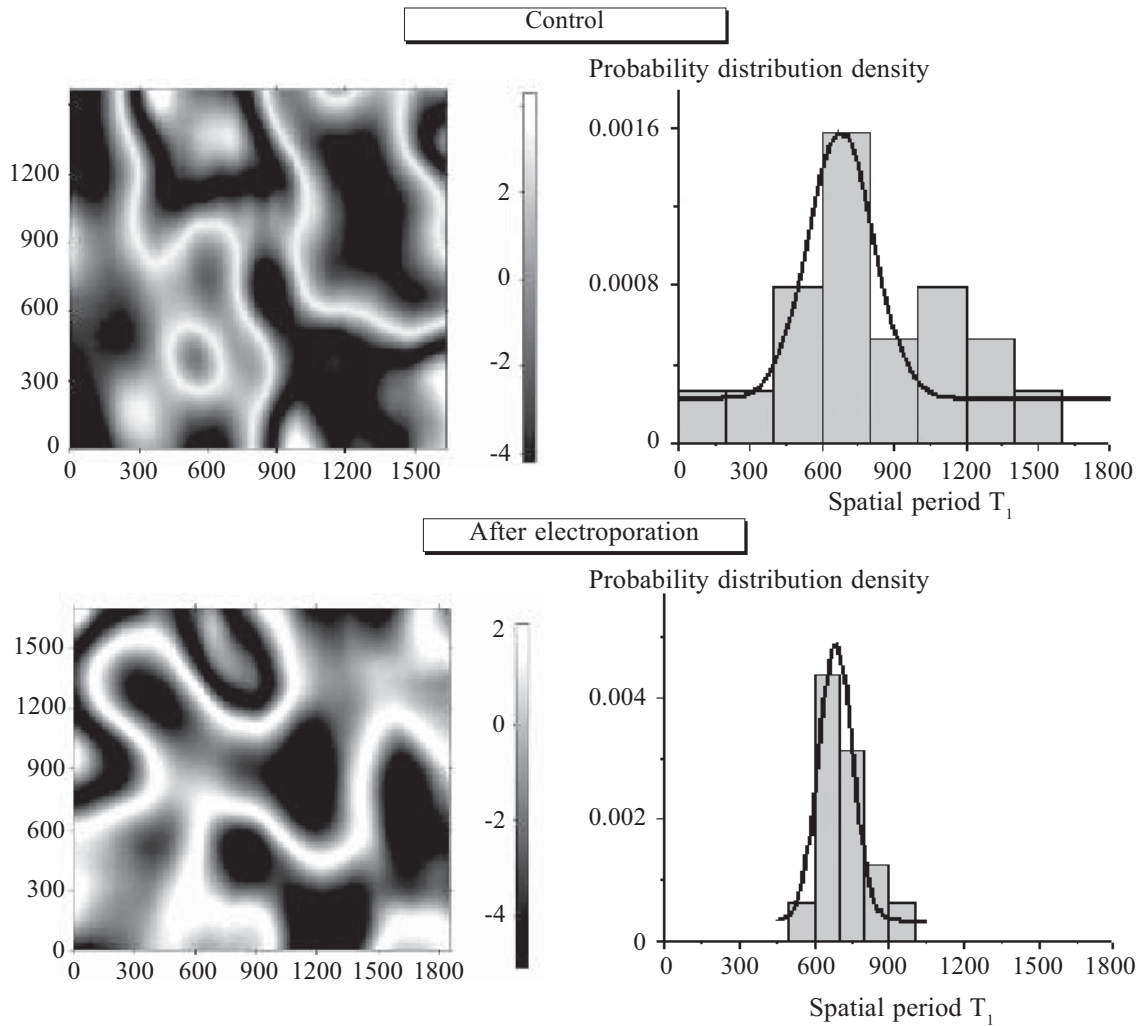 Control
Probability distribution density
1200
900
600
300
0
0 300 600 900 1200 1500
2
0
-2
-4
0.0016
0.0008
0
0 300 600 900 1200 1500 1800
Spatial period T1
After electroporation
Probability distribution density
1500
1200
900
600
300
0
0 300 600 900 1200 1500 1800
2
0
-2
-4
0.004
0.002
0
0 300 600 900 1200 1500 1800
Spatial period T1